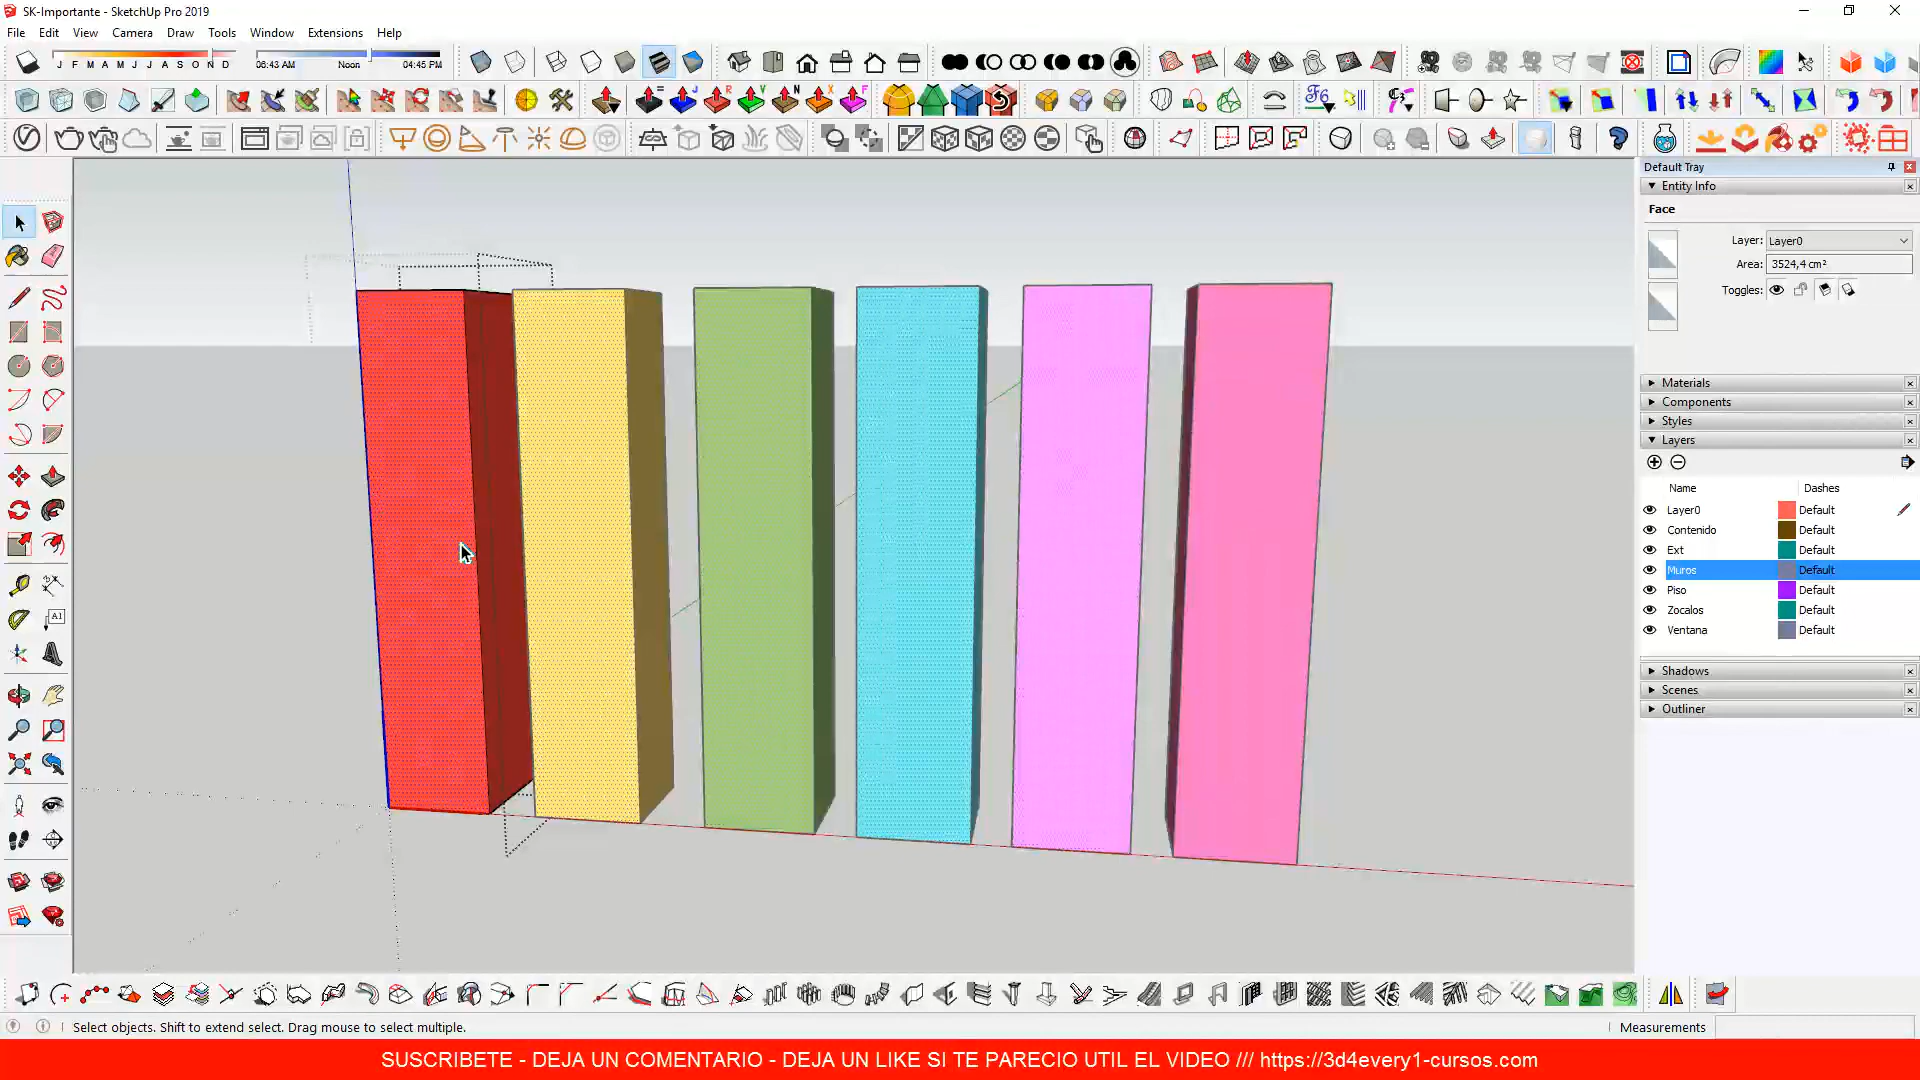 SK-Importante - SketchUp Pro 2019
File Edit View Camera Draw Tools Window Extensions Help
J F M A M J J A S O N D
06:43 AM Noon 04:45 PM
Default Tray
Entity Info
Face
Layer: Layer0
Area: 3524,4 cm²
Toggles:
Materials
Components
Styles
Layers
Name Dashes
Layer0 Default
Contenido Default
Ext Default
Muros Default
Piso Default
Zocalos Default
Ventana Default
Shadows
Scenes
Outliner
Select objects. Shift to extend select. Drag mouse to select multiple.
Measurements
SUSCRIBETE - DEJA UN COMENTARIO - DEJA UN LIKE SI TE PARECIO UTIL EL VIDEO /// https://3d4every1-cursos.com